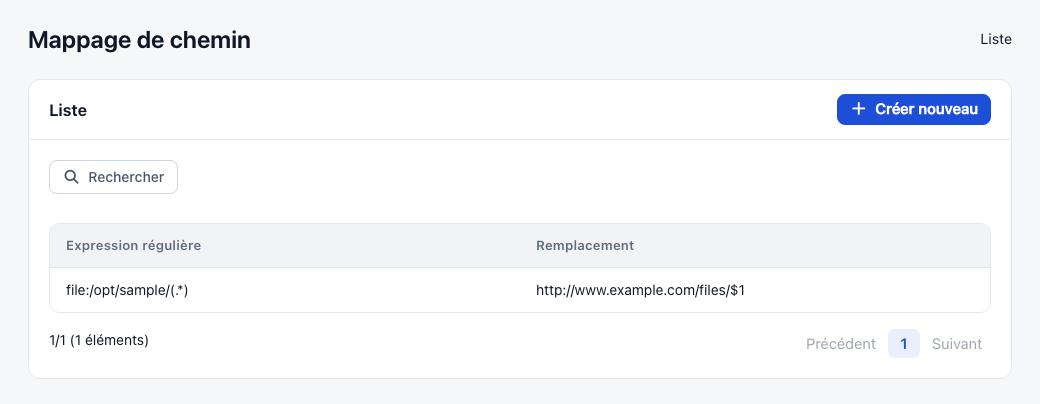 Mappage de chemin
Liste
Liste
Créer nouveau
Rechercher
Expression régulière
Remplacement
file:/opt/sample/(.*)
http://www.example.com/files/$1
1/1 (1 éléments)
Précédent
1
Suivant